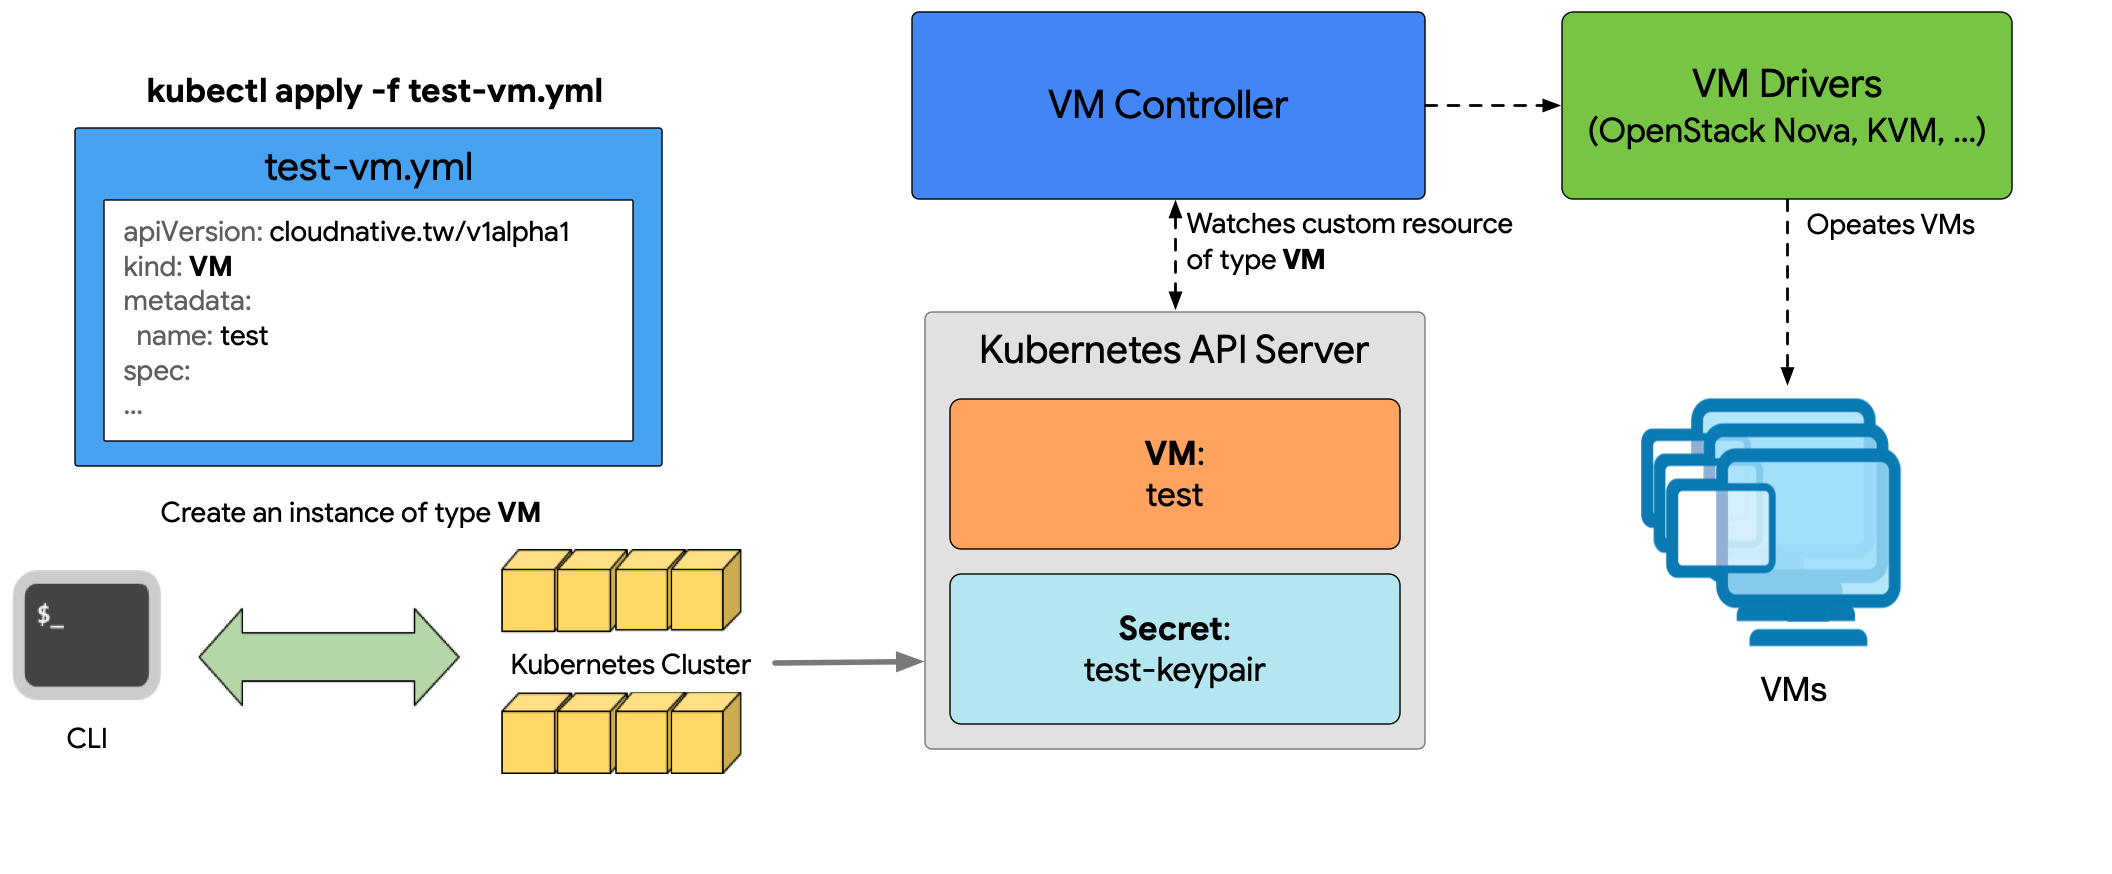 kubectl apply -f test-vm.yml
test-vm.yml
apiVersion: cloudnative.tw/v1alpha1
kind: VM
metadata:
name: test
spec:
...
Create an instance of type VM
$_
CLI
Kubernetes Cluster
VM Controller
Watches custom resource
of type VM
Kubernetes API Server
VM:
test
Secret:
test-keypair
VM Drivers
(OpenStack Nova, KVM, ...)
Opeates VMs
VMs